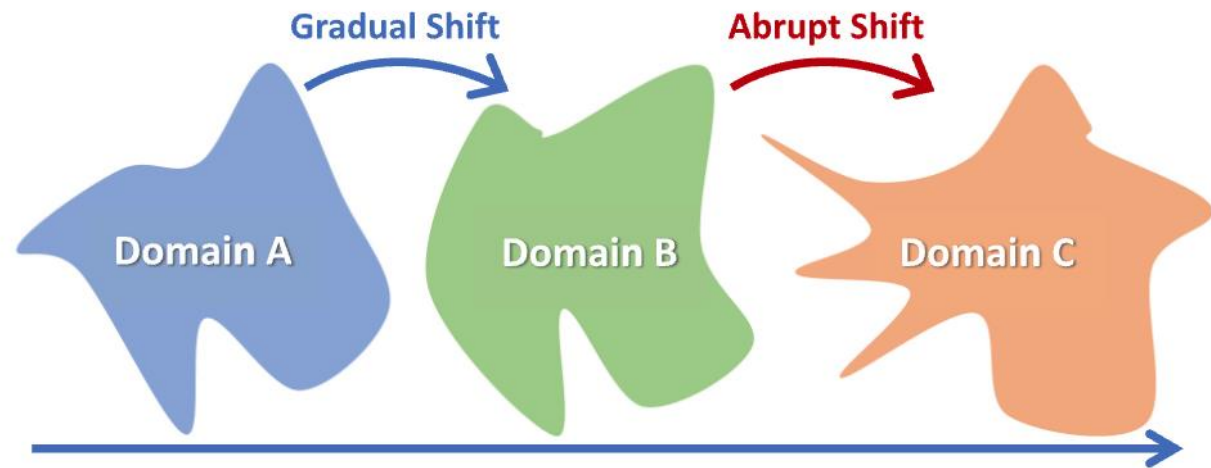 Gradual Shift
Abrupt Shift
Domain A
Domain B
Domain C